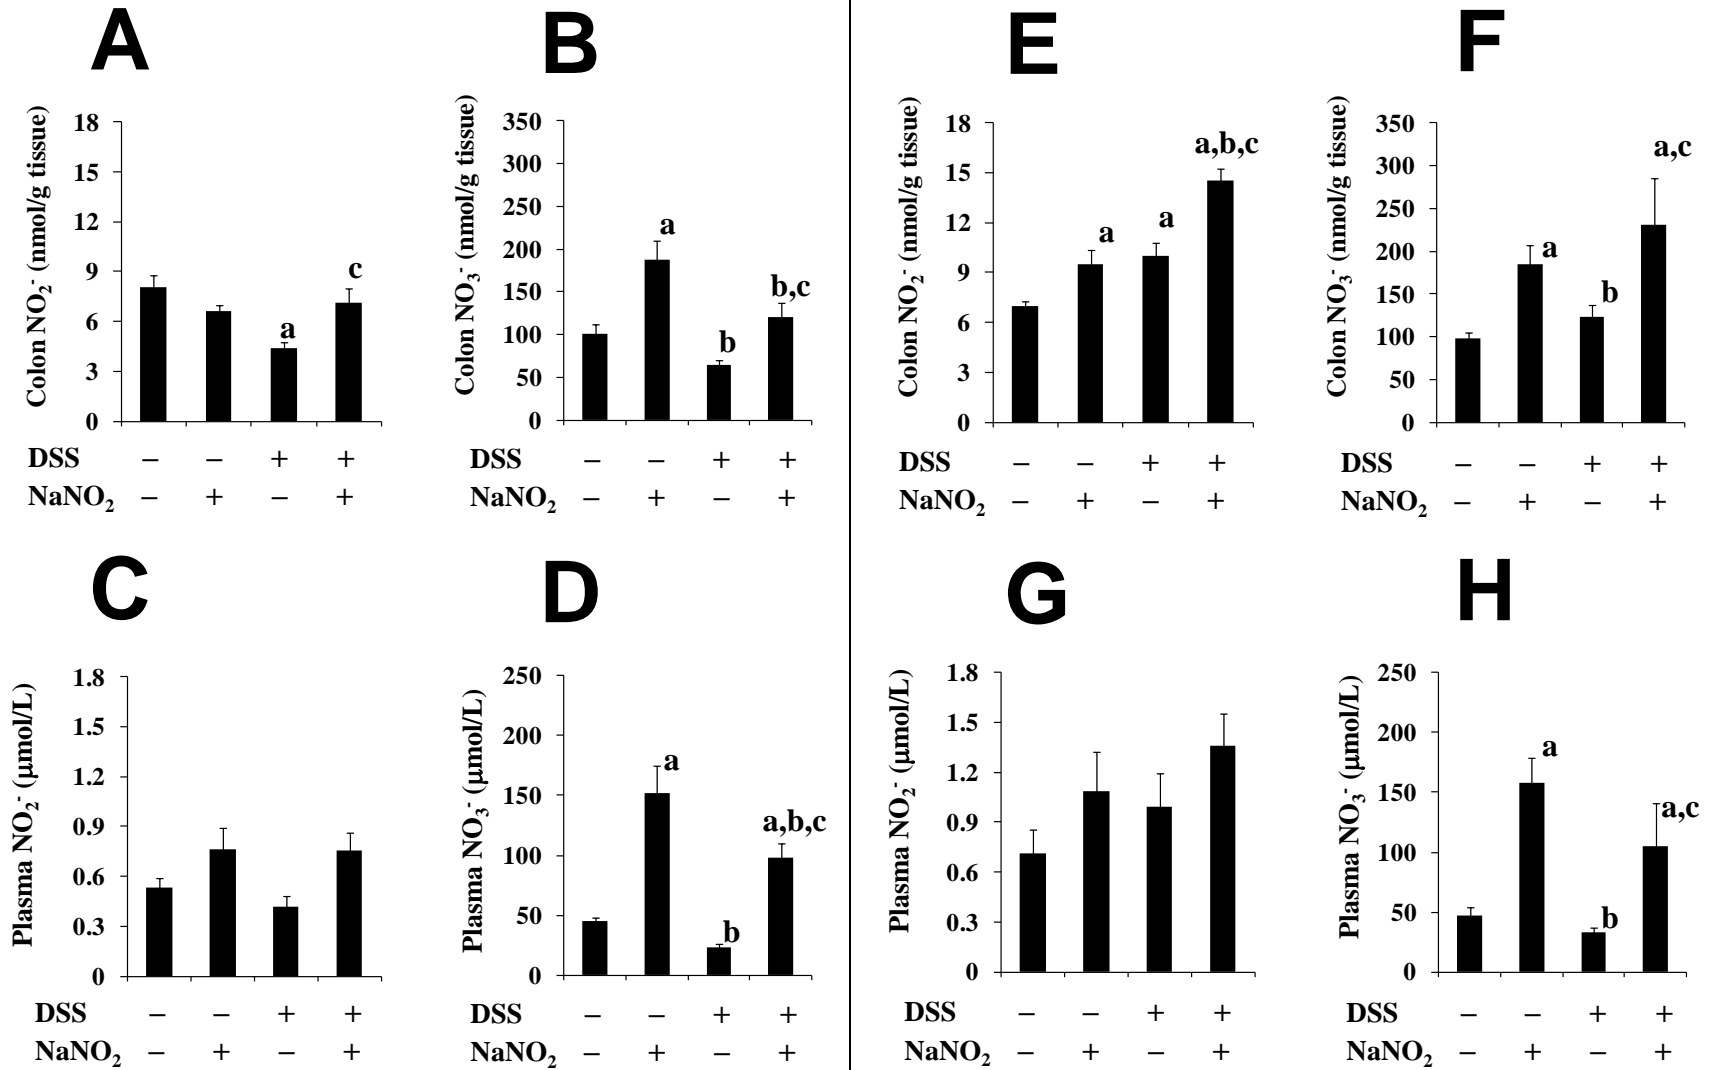 A
Colon NO₂⁻ (nmol/g tissue)
18
15
12
9
6
3
0
a
c
DSS − − + +
NaNO₂ − + − +
B
Colon NO₃⁻ (nmol/g tissue)
350
300
250
200
150
100
50
0
a
b
b,c
DSS − − + +
NaNO₂ − + − +
E
Colon NO₂⁻ (nmol/g tissue)
18
15
12
9
6
3
0
a
a
a,b,c
DSS − − + +
NaNO₂ − + − +
F
Colon NO₃⁻ (nmol/g tissue)
350
300
250
200
150
100
50
0
a
b
a,c
DSS − − + +
NaNO₂ − + − +
C
Plasma NO₂⁻ (μmol/L)
1.8
1.5
1.2
0.9
0.6
0.3
0
DSS − − + +
NaNO₂ − + − +
D
Plasma NO₃⁻ (μmol/L)
250
200
150
100
50
0
a
b
a,b,c
DSS − − + +
NaNO₂ − + − +
G
Plasma NO₂⁻ (μmol/L)
1.8
1.5
1.2
0.9
0.6
0.3
0
DSS − − + +
NaNO₂ − + − +
H
Plasma NO₃⁻ (μmol/L)
250
200
150
100
50
0
a
b
a,c
DSS − − + +
NaNO₂ − + − +